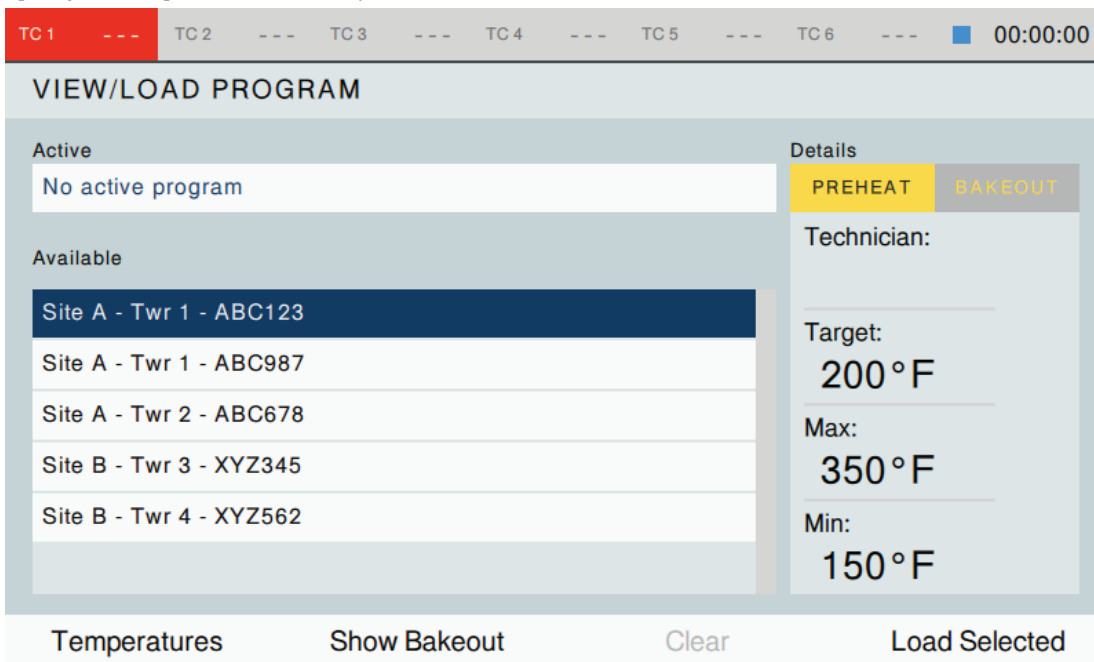 TC 1 --- TC 2 --- TC 3 --- TC 4 --- TC 5 --- TC 6 --- 00:00:00
VIEW/LOAD PROGRAM
Active
No active program
Available
Site A - Twr 1 - ABC123
Site A - Twr 1 - ABC987
Site A - Twr 2 - ABC678
Site B - Twr 3 - XYZ345
Site B - Twr 4 - XYZ562
Details
PREHEAT BAKEOUT
Technician:
Target:
200°F
Max:
350°F
Min:
150°F
Temperatures Show Bakeout Clear Load Selected